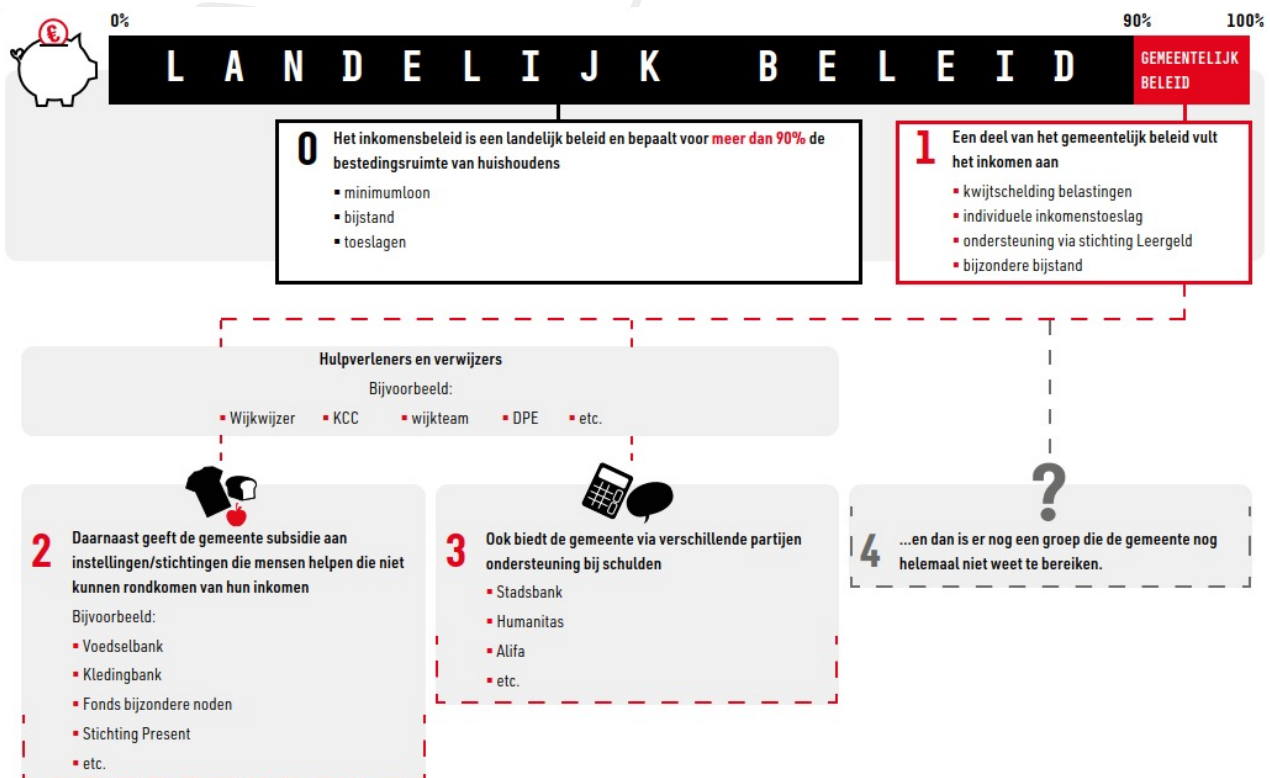 0%
90%
100%
€
LANDELIJK BELEID
GEMEENTELIJK
BELEID
0
Het inkomensbeleid is een landelijk beleid en bepaalt voor meer dan 90% de
bestedingsruimte van huishoudens
▪ minimumloon
▪ bijstand
▪ toeslagen
1
Een deel van het gemeentelijk beleid vult
het inkomen aan
▪ kwijtschelding belastingen
▪ individuele inkomenstoeslag
▪ ondersteuning via stichting Leergeld
▪ bijzondere bijstand
Hulpverleners en verwijzers
Bijvoorbeeld:
▪ Wijkwijzer ▪ KCC ▪ wijkteam ▪ DPE ▪ etc.
2
Daarnaast geeft de gemeente subsidie aan
instellingen/stichtingen die mensen helpen die niet
kunnen rondkomen van hun inkomen
Bijvoorbeeld:
▪ Voedselbank
▪ Kledingbank
▪ Fonds bijzondere noden
▪ Stichting Present
▪ etc.
3
Ook biedt de gemeente via verschillende partijen
ondersteuning bij schulden
▪ Stadsbank
▪ Humanitas
▪ Alifa
▪ etc.
?
4
...en dan is er nog een groep die de gemeente nog
helemaal niet weet te bereiken.